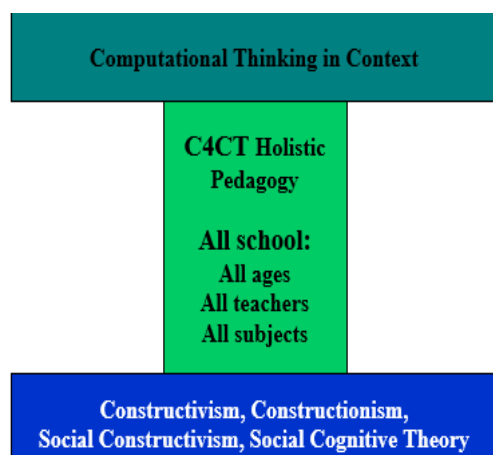 Computational Thinking in Context
C4CT Holistic
Pedagogy
All school:
All ages
All teachers
All subjects
Constructivism, Constructionism,
Social Constructivism, Social Cognitive Theory